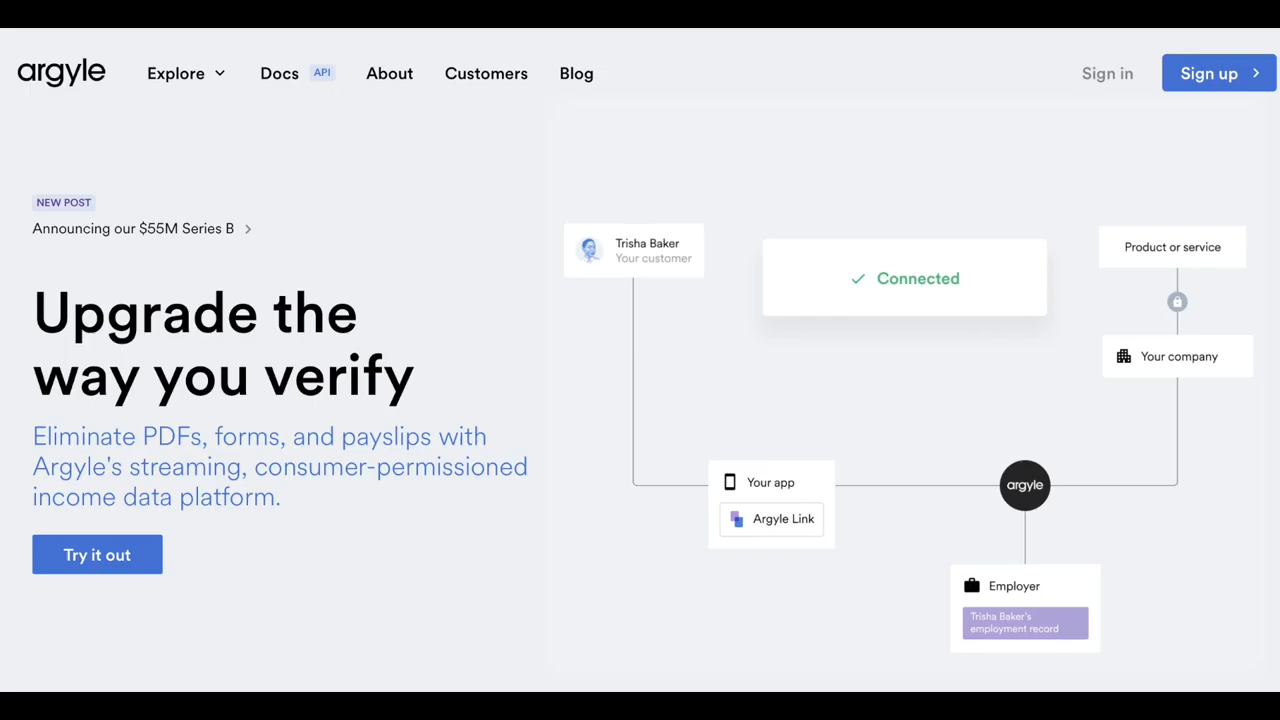 argyle
Explore
Docs API
About
Customers
Blog
Sign in
Sign up
NEW POST
Announcing our $55M Series B
Upgrade the
way you verify
Eliminate PDFs, forms, and payslips with
Argyle's streaming, consumer-permissioned
income data platform.
Try it out
Trisha Baker
Your customer
Connected
Product or service
Your company
Your app
Argyle Link
argyle
Employer
Trisha Baker's
employment record